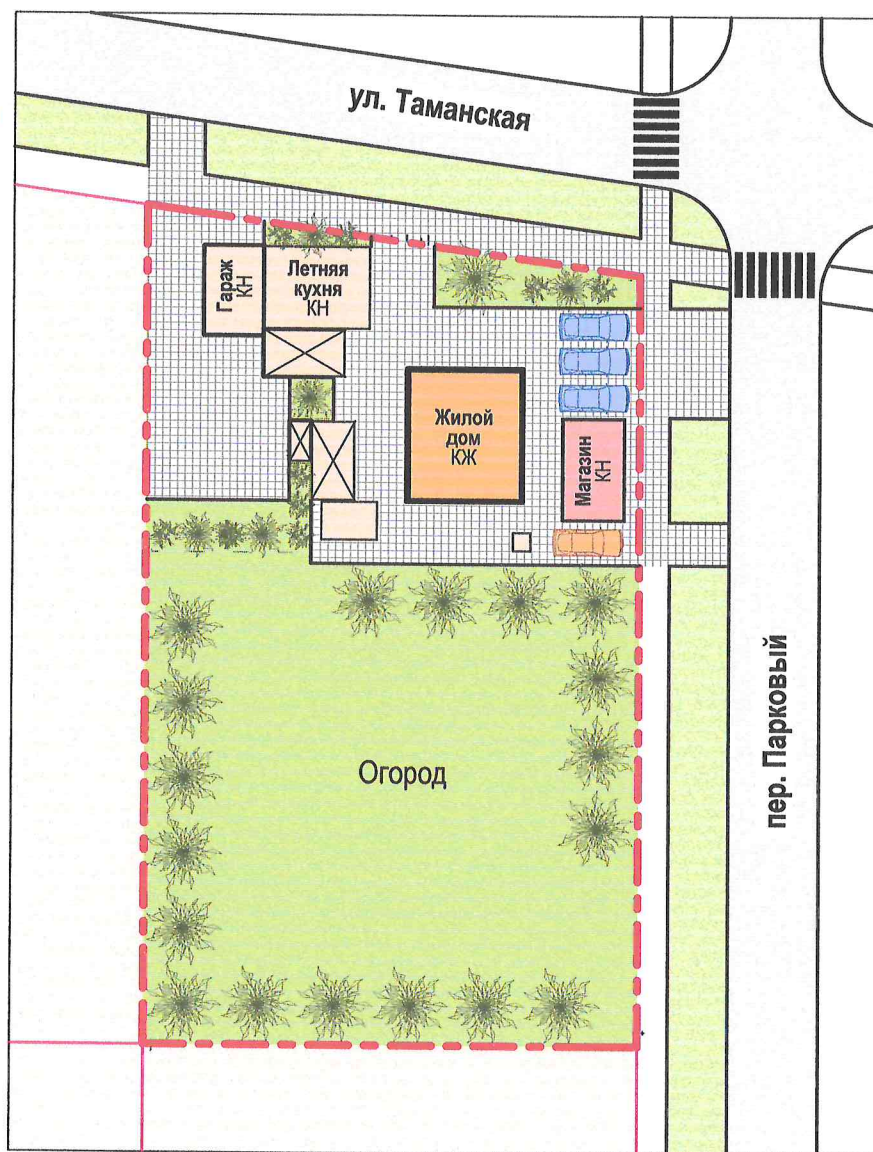 ул. Таманская
Гараж
КН
Летняя
кухня
КН
Жилой
дом
КЖ
Магазин
КН
пер. Парковый
Огород